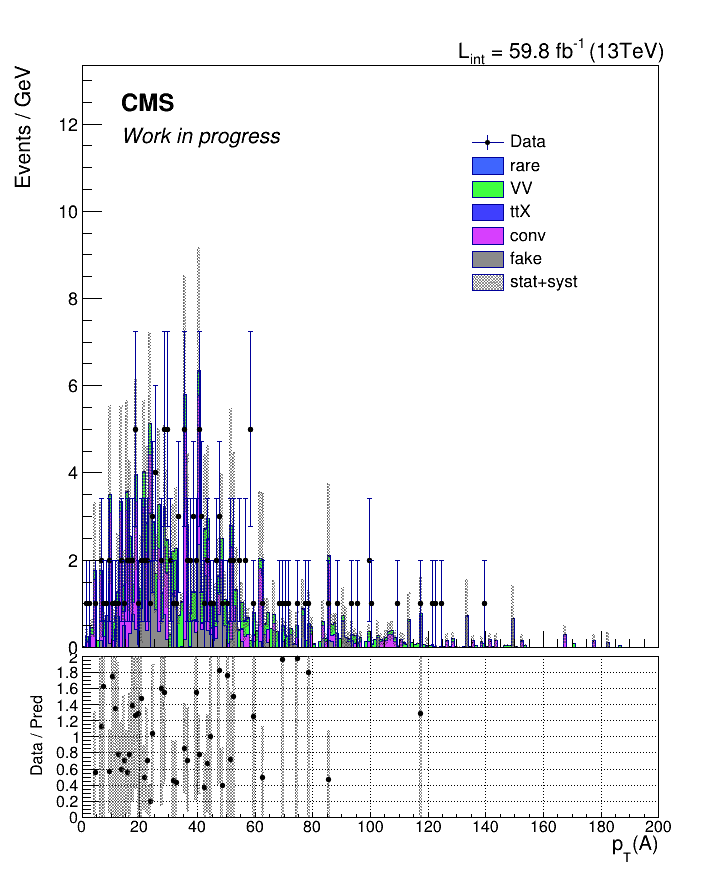 L_int = 59.8 fb^-1 (13TeV)
Events / GeV
CMS
Work in progress
Data
rare
VV
ttX
conv
fake
stat+syst
12
10
8
6
4
2
0
Data / Pred
2
1.8
1.6
1.4
1.2
1
0.8
0.6
0.4
0.2
0
0 20 40 60 80 100 120 140 160 180 200
p_T(A)